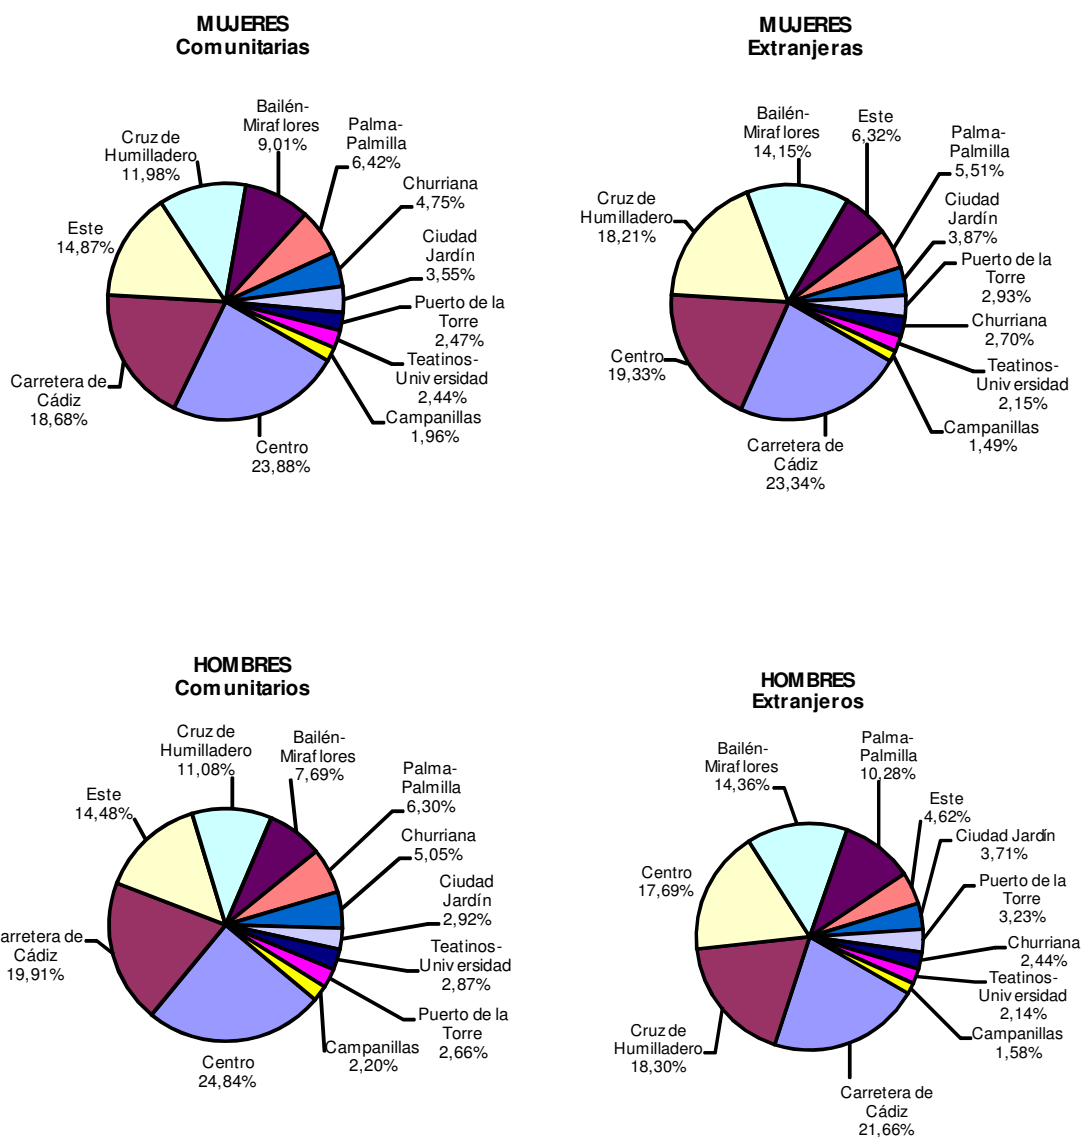 MUJERES
Comunitarias
Bailén-
Miraflores
9,01%
Palma-
Palmilla
6,42%
Cruz de
Humilladero
11,98%
Churriana
4,75%
Este
14,87%
Ciudad
Jardín
3,55%
Puerto de la
Torre
2,47%
Teatinos-
Universidad
2,44%
Carretera de
Cádiz
18,68%
Campanillas
1,96%
Centro
23,88%
MUJERES
Extranjeras
Bailén-
Miraflores
14,15%
Este
6,32%
Palma-
Palmilla
5,51%
Cruz de
Humilladero
18,21%
Ciudad
Jardín
3,87%
Puerto de la
Torre
2,93%
Churriana
2,70%
Centro
19,33%
Teatinos-
Universidad
2,15%
Campanillas
1,49%
Carretera de
Cádiz
23,34%
HOMBRES
Comunitarios
Cruz de
Humilladero
11,08%
Bailén-
Miraflores
7,69%
Palma-
Palmilla
6,30%
Este
14,48%
Churriana
5,05%
Ciudad
Jardín
2,92%
arretera de
Cádiz
19,91%
Teatinos-
Universidad
2,87%
Puerto de la
Torre
2,66%
Campanillas
2,20%
Centro
24,84%
HOMBRES
Extranjeros
Bailén-
Miraflores
14,36%
Palma-
Palmilla
10,28%
Este
4,62%
Ciudad Jardín
3,71%
Centro
17,69%
Puerto de la
Torre
3,23%
Churriana
2,44%
Teatinos-
Universidad
2,14%
Cruz de
Humilladero
18,30%
Campanillas
1,58%
Carretera de
Cádiz
21,66%